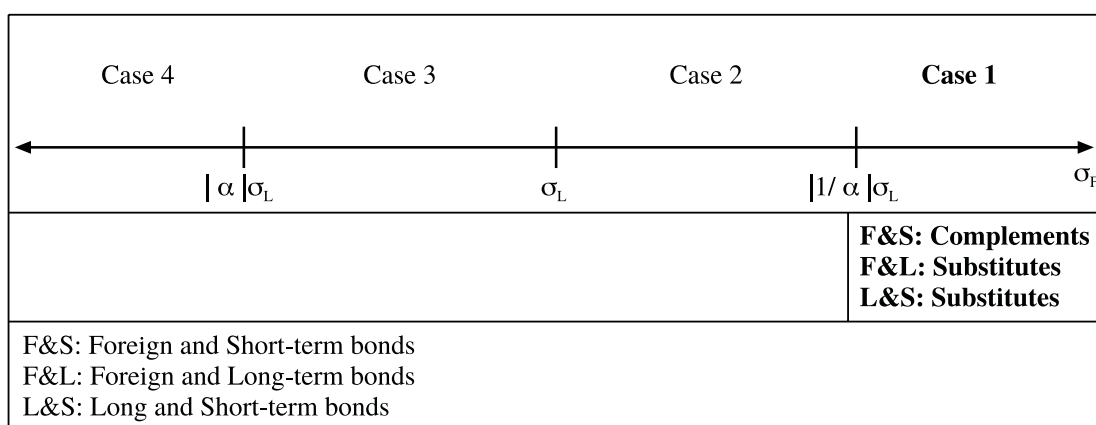 Case 4 Case 3 Case 2 Case 1
| α |σL σL |1/ α |σL σF
F&S: Complements
F&L: Substitutes
L&S: Substitutes
F&S: Foreign and Short-term bonds
F&L: Foreign and Long-term bonds
L&S: Long and Short-term bonds